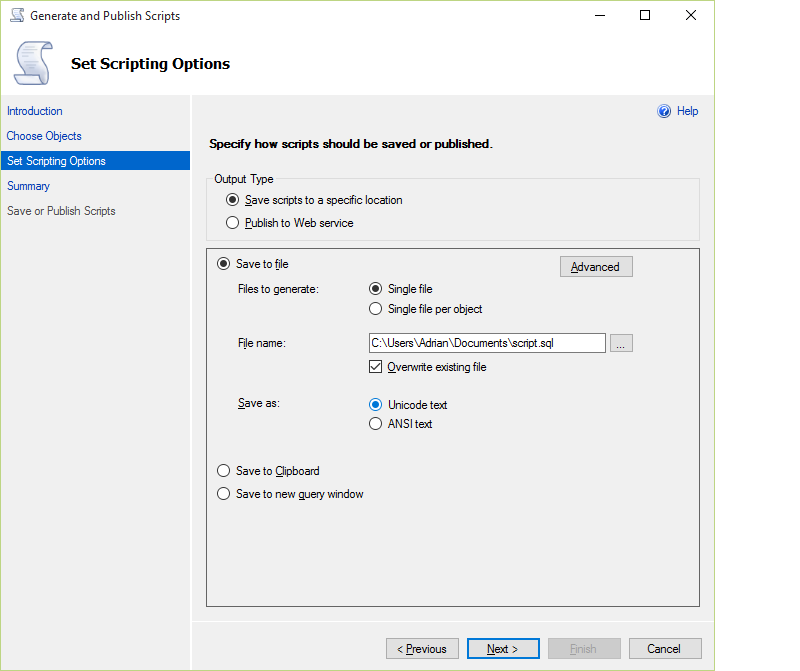 Generate and Publish Scripts
Set Scripting Options
Introduction
Choose Objects
Set Scripting Options
Summary
Save or Publish Scripts
Help
Specify how scripts should be saved or published.
Output Type
Save scripts to a specific location
Publish to Web service
Save to file
Advanced
Files to generate:
Single file
Single file per object
File name:
C:\Users\Adrian\Documents\script.sql
...
Overwrite existing file
Save as:
Unicode text
ANSI text
Save to Clipboard
Save to new query window
< Previous
Next >
Finish
Cancel